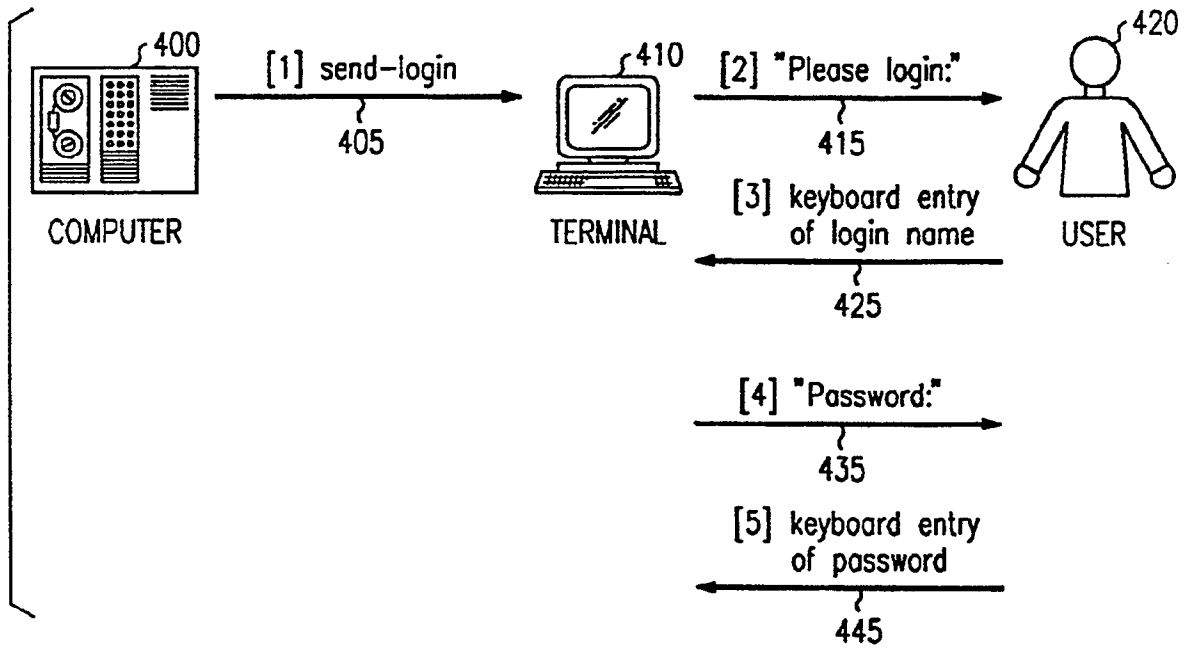 400
COMPUTER
[1] send-login
405
410
TERMINAL
[2] "Please login:"
415
420
USER
[3] keyboard entry
of login name
425
[4] "Password:"
435
[5] keyboard entry
of password
445